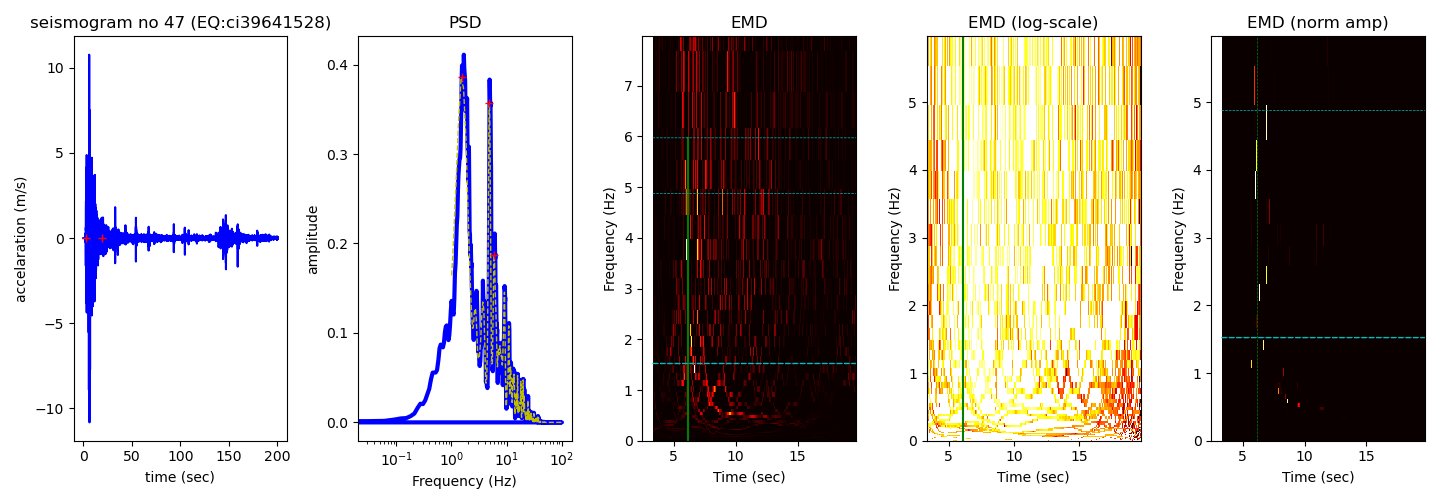 seismogram no 47 (EQ:ci39641528)
PSD
EMD
EMD (log-scale)
EMD (norm amp)
accelaration (m/s)
10
5
0
−5
−10
0 50 100 150 200
time (sec)
amplitude
0.4
0.3
0.2
0.1
0.0
10⁻¹ 10⁰ 10¹ 10²
Frequency (Hz)
Frequency (Hz)
7
6
5
4
3
2
1
0
5 10 15
Time (sec)
Frequency (Hz)
5
4
3
2
1
0
5 10 15
Time (sec)
Frequency (Hz)
5
4
3
2
1
0
5 10 15
Time (sec)